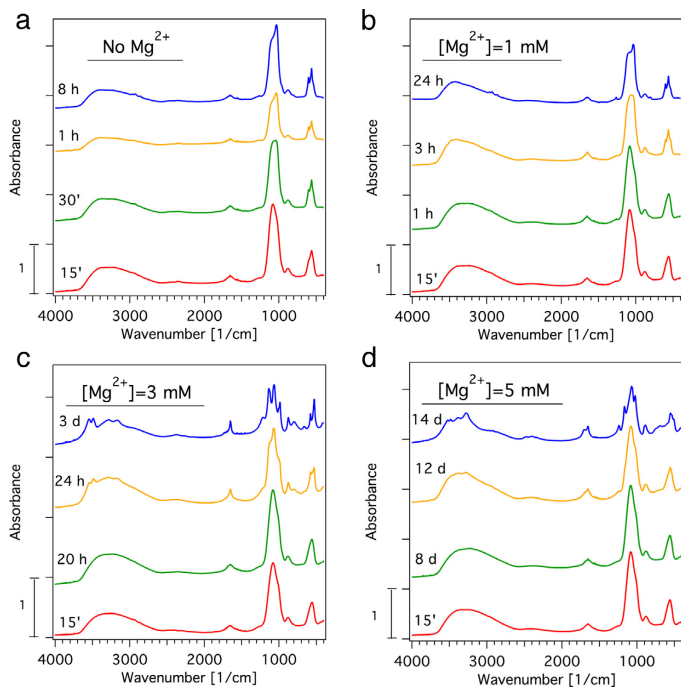 a
No Mg²⁺
8 h
1 h
30'
15'
1
Absorbance
4000 3000 2000 1000
Wavenumber [1/cm]
b
[Mg²⁺]=1 mM
24 h
3 h
1 h
15'
1
Absorbance
4000 3000 2000 1000
Wavenumber [1/cm]
c
[Mg²⁺]=3 mM
3 d
24 h
20 h
15'
1
Absorbance
4000 3000 2000 1000
Wavenumber [1/cm]
d
[Mg²⁺]=5 mM
14 d
12 d
8 d
15'
1
Absorbance
4000 3000 2000 1000
Wavenumber [1/cm]